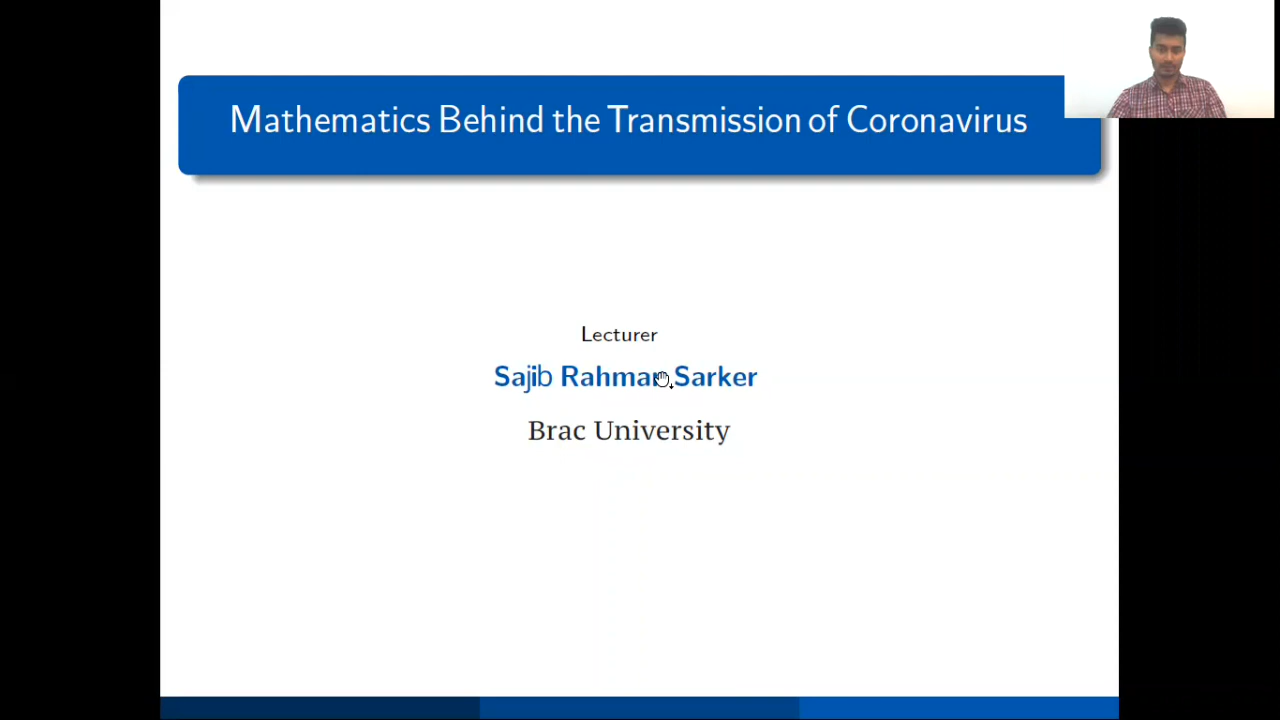 Mathematics Behind the Transmission of Coronavirus
Lecturer
Sajib Rahman Sarker
Brac University